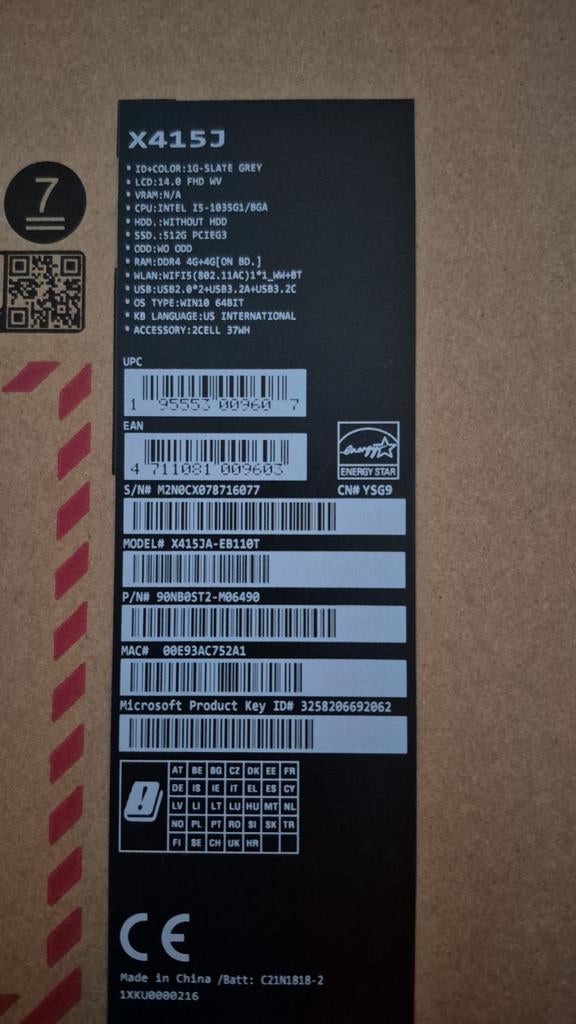 X415J
ID+COLOR:1G-SLATE GREY
LCD:14.0 FHD WV
VRAM:N/A
CPU:INTEL I5-1035G1/BGA
HDD.:WITHOUT HDD
SSD.:512G PCIEG3
ODD:WO ODD
RAM:DDR4 4G+4G[ON BD.]
WLAN:WIFI5(802.11AC)1*1_WW+BT
USB:USB2.0*2+USB3.2A+USB3.2C
OS TYPE:WIN10 64BIT
KB LANGUAGE:US INTERNATIONAL
ACCESSORY:2CELL 37WH
7
UPC
1 95553 00960 7
EAN
4 711081 009603
energy
ENERGY STAR
S/N# M2N0CX078716077 CN# YSG9
MODEL# X415JA-EB110T
P/N# 90NB0ST2-M06490
MAC# 00E93AC752A1
Microsoft Product Key ID# 3258206692062
AT BE BG CZ DK EE FR
DE IS IE IT EL ES CY
LV LI LT LU HU MT NL
NO PL PT RO SI SK TR
FI SE CH UK HR
CE
Made in China /Batt: C21N1818-2
1XKU0000216